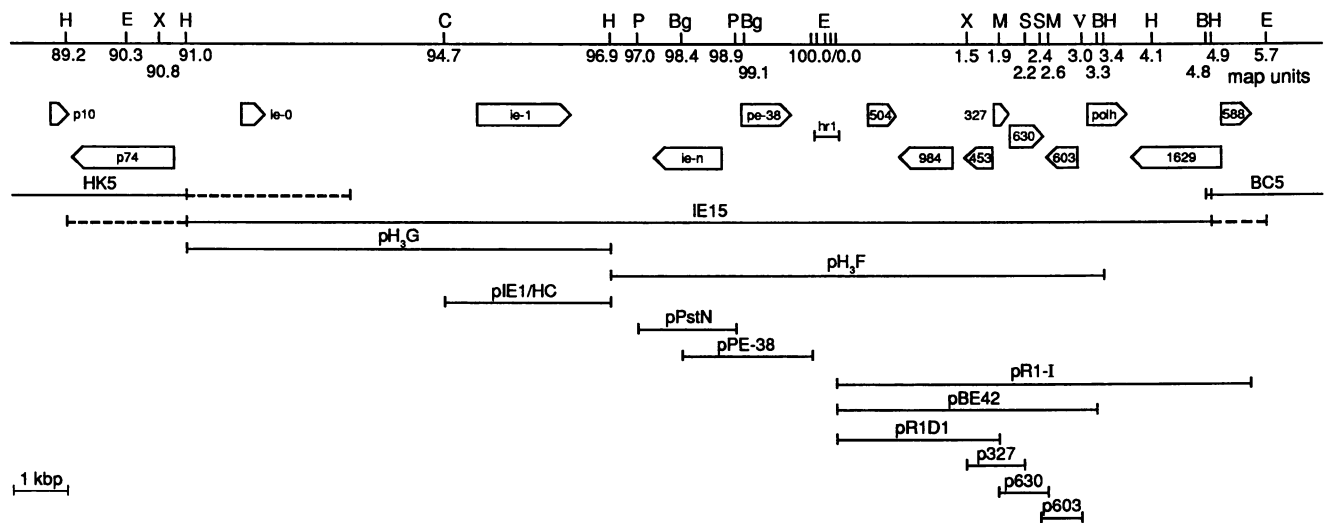 H E X H C H P Bg P Bg E X M S S M V B H H B H E
89.2 90.3 91.0 94.7 96.9 97.0 98.4 98.9 100.0/0.0 1.5 1.9 2.4 3.0 3.4 4.1 4.9 5.7
90.8 99.1 2.2 2.6 3.3 4.8 map units
p10 ie-0 ie-1 pe-38 hr1 504 327 630 polh 588
p74 ie-n 984 453 603 1629
HK5 BC5
IE15
pH3G
pH3F
pIE1/HC
pPstN
pPE-38
pR1-I
pBE42
pR1D1
p327
1 kbp
p630
p603